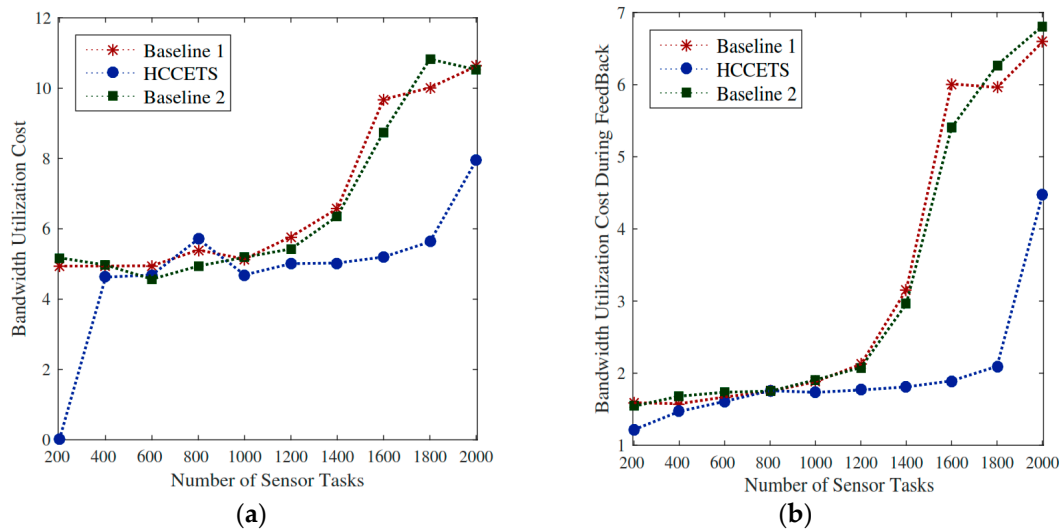 12
10
8
6
4
2
0
Bandwidth Utilization Cost
Baseline 1
HCCETS
Baseline 2
200 400 600 800 1000 1200 1400 1600 1800 2000
Number of Sensor Tasks
(a)
7
6
5
4
3
2
1
Bandwidth Utilization Cost During FeedBack
Baseline 1
HCCETS
Baseline 2
200 400 600 800 1000 1200 1400 1600 1800 2000
Number of Sensor Tasks
(b)